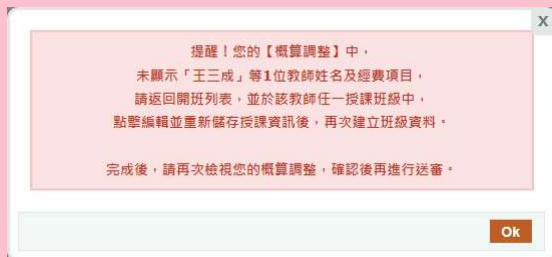 X
提醒！您的【概算調整】中，
未顯示「王三成」等1位教師姓名及經費項目，
請返回開班列表，並於該教師任一授課班級中，
點擊編輯並重新儲存授課資訊後，再次建立班級資料。
完成後，請再次檢視您的概算調整，確認後再進行送審。
Ok